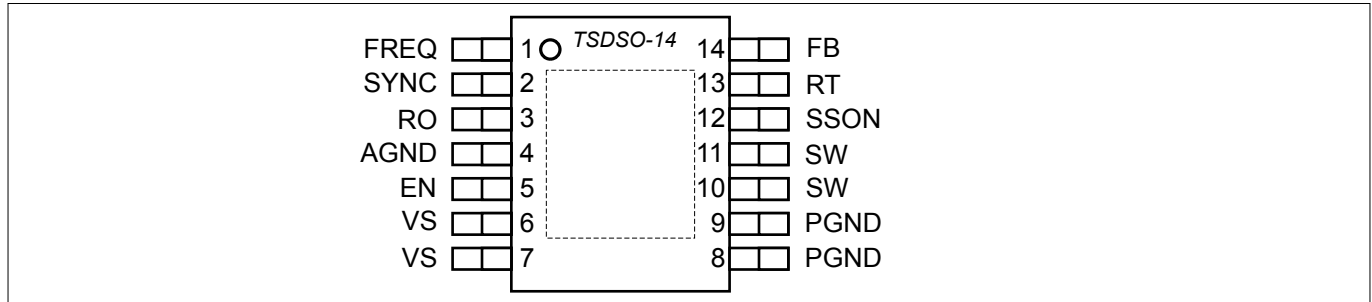 FREQ 1 TSDSO-14 14 FB
SYNC 2 13 RT
RO 3 12 SSON
AGND 4 11 SW
EN 5 10 SW
VS 6 9 PGND
VS 7 8 PGND